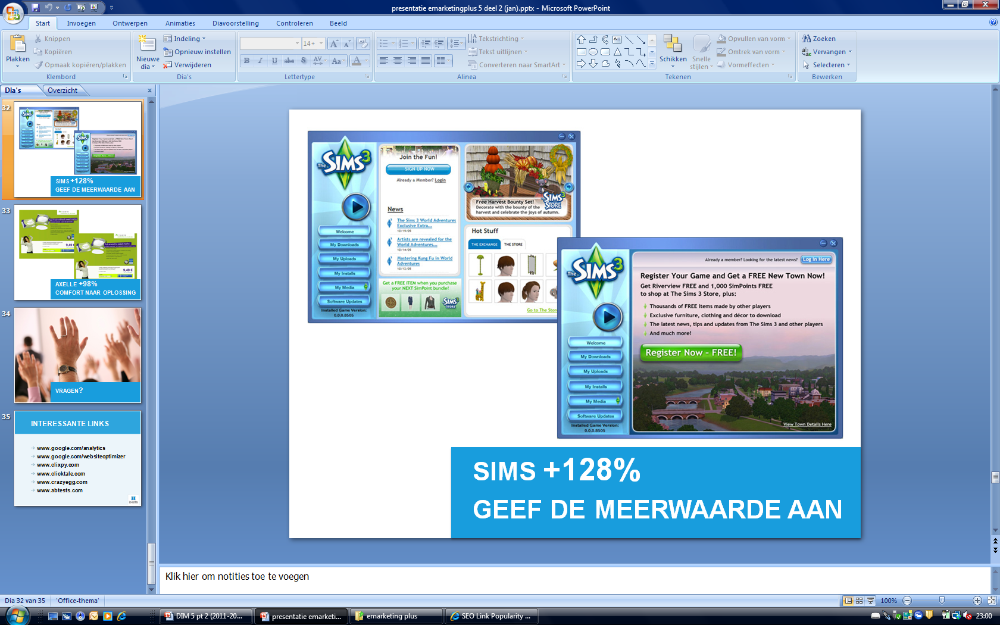 presentatie emarketingplus 5 deel 2 (jan).pptx - Microsoft PowerPoint
Start Invoegen Ontwerpen Animaties Diavoorstelling Controleren Beeld
Plakken
Knippen
Kopiëren
Opmaak kopiëren/plakken
Klembord
Nieuwe dia
Indeling
Opnieuw instellen
Verwijderen
Dia's
14+
B I U abc S AV Aa A
Lettertype
Tekstrichting
Tekst uitlijnen
Converteren naar SmartArt
Alinea
Schikken
Snelle stijlen
Opvullen van vorm
Omtrek van vorm
Vormeffecten
Tekenen
Zoeken
Vervangen
Selecteren
Bewerken
Dia's Overzicht
32
SIMS +128%
GEEF DE MEERWAARDE AAN
33
9,49 €
9,49 €
AXELLE +98%
COMFORT NAAR OPLOSSING
34
VRAGEN?
35
INTERESSANTE LINKS
www.google.com/analytics
www.google.com/websiteoptimizer
www.clixpy.com
www.clicktale.com
www.crazyegg.com
www.abtests.com
The SIMS 3
Welcome
My Downloads
My Uploads
My Installs
My Media
Software Updates
Installed Game Version:
0.0.0.8505
Join the Fun!
SIGN UP NOW
Already a Member? Login
News
The Sims 3 World Adventures
Exclusive Extra...
10/19/09
Artists are revealed for the
World Adventures...
10/14/09
Mastering Kung Fu in World
Adventures
10/12/09
Get a FREE ITEM when you purchase
your NEXT SimPoint bundle!
SIMS 3 STORE
Free Harvest Bounty Set!
Decorate with the bounty of the
harvest and celebrate the joys of autumn.
SIMS 3 STORE
Hot Stuff
THE EXCHANGE THE STORE
Go to The Stor
The SIMS 3
Welcome
My Downloads
My Uploads
My Installs
My Media
Software Updates
Installed Game Version:
0.0.0.8505
Already a member? Looking for the latest news? Log In Here
Register Your Game and Get a FREE New Town Now!
Get Riverview FREE and 1,000 SimPoints FREE
to shop at The Sims 3 Store, plus:
Thousands of FREE items made by other players
Exclusive furniture, clothing and décor to download
The latest news, tips and updates from The Sims 3 and other players
And much more!
Register Now - FREE!
View Town Details Here
SIMS +128%
GEEF DE MEERWAARDE AAN
Klik hier om notities toe te voegen
Dia 32 van 35 'Office-thema' 100%
DIM 5 pt 2 (2011-20... presentatie emarketi... emarketing plus SEO Link Popularity ... 23:00